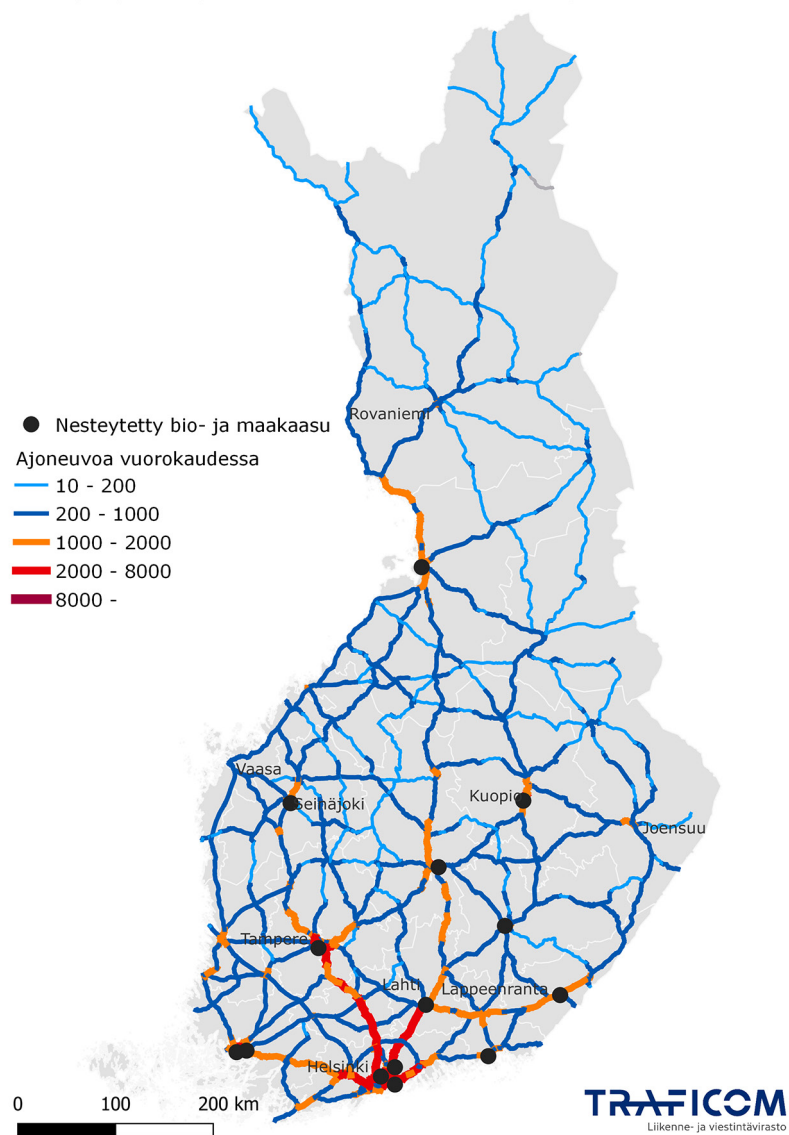 Rovaniemi
Nesteytetty bio- ja maakaasu
Ajoneuvoa vuorokaudessa
10 - 200
200 - 1000
1000 - 2000
2000 - 8000
8000 -
Vaasa
Seinäjoki
Kuopio
Joensuu
Tampere
Lahti
Lappeenranta
Helsinki
0 100 200 km
TRAFICOM
Liikenne- ja viestintävirasto